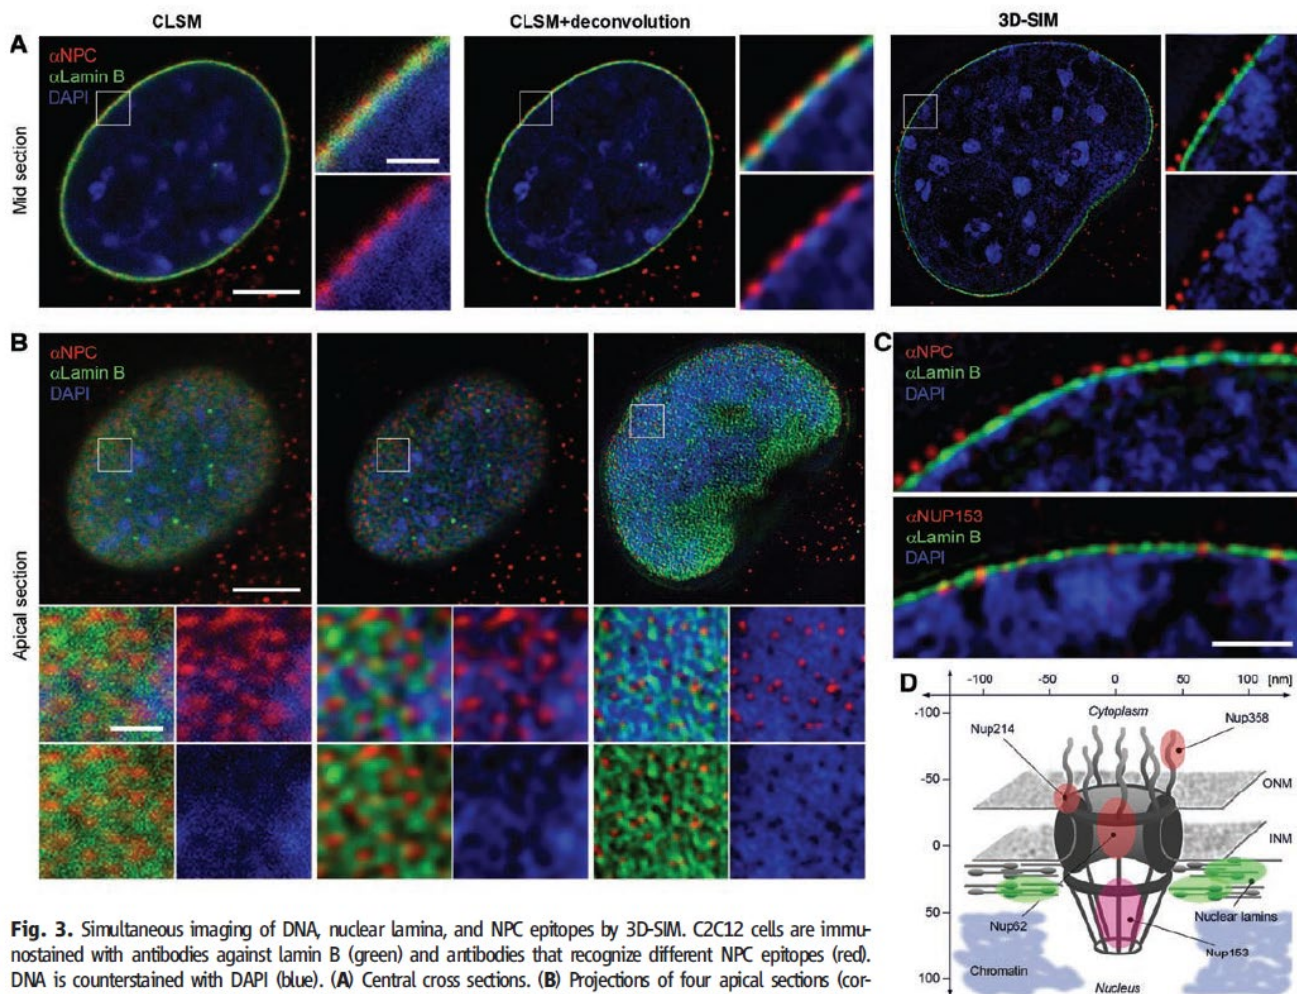 CLSM
CLSM+deconvolution
3D-SIM
A
αNPC
αLamin B
DAPI
Mid section
B
αNPC
αLamin B
DAPI
Apical section
C
αNPC
αLamin B
DAPI
αNUP153
αLamin B
DAPI
D
-100
-50
0
50
100
[nm]
-100
-50
0
50
100
Cytoplasm
Nup214
Nup358
ONM
INM
Nup62
Nuclear lamins
Nup153
Chromatin
Nucleus
Fig. 3. Simultaneous imaging of DNA, nuclear lamina, and NPC epitopes by 3D-SIM. C2C12 cells are immu-
nostained with antibodies against lamin B (green) and antibodies that recognize different NPC epitopes (red).
DNA is counterstained with DAPI (blue). (A) Central cross sections. (B) Projections of four apical sections (cor-